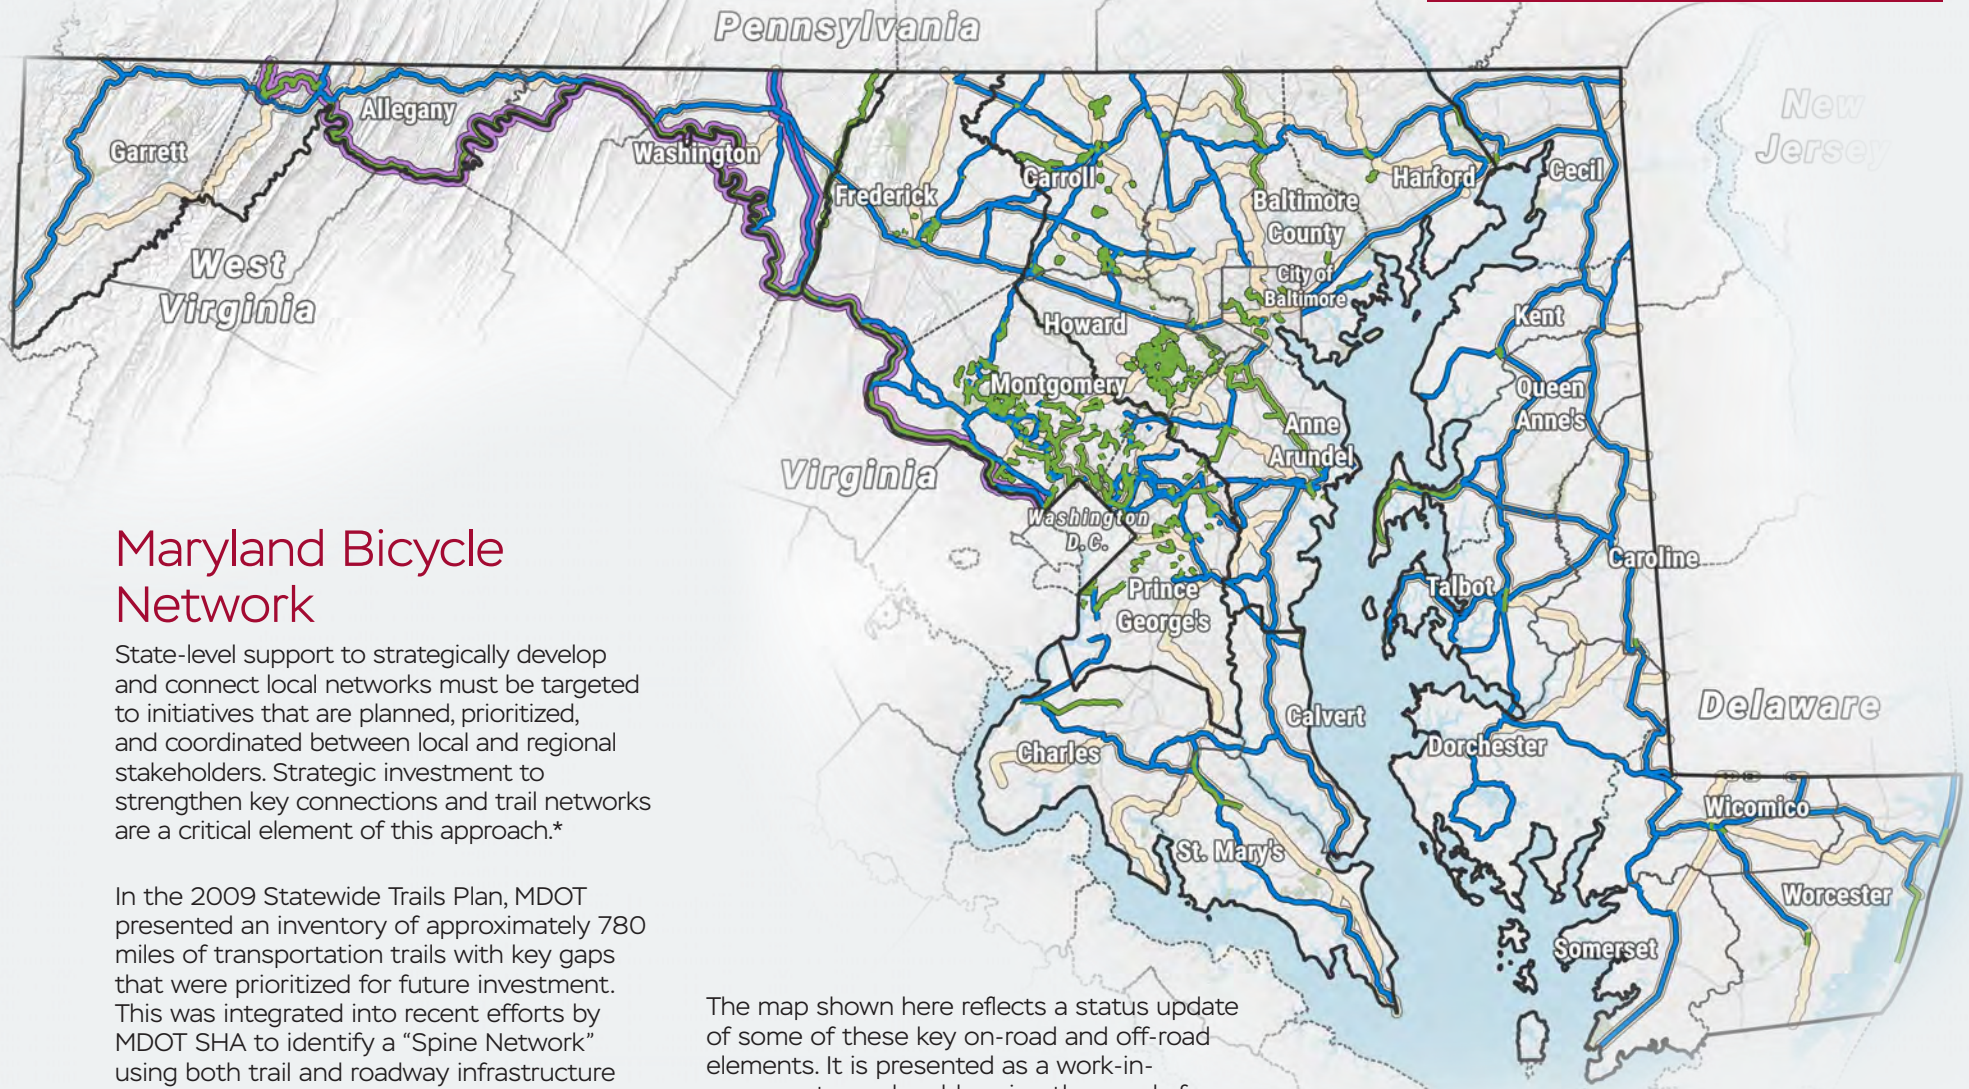 Pennsylvania
New
Jersey
Garrett
Allegany
Washington
Frederick
Carroll
Baltimore
County
Harford
Cecil
West
Virginia
City of
Baltimore
Howard
Kent
Montgomery
Queen
Anne's
Anne
Arundel
Virginia
Washington
D.C.
Caroline
Prince
George's
Talbot
Delaware
Calvert
Charles
Dorchester
Wicomico
St. Mary's
Worcester
Somerset
Maryland Bicycle
Network
State-level support to strategically develop
and connect local networks must be targeted
to initiatives that are planned, prioritized,
and coordinated between local and regional
stakeholders. Strategic investment to
strengthen key connections and trail networks
are a critical element of this approach.*
In the 2009 Statewide Trails Plan, MDOT
presented an inventory of approximately 780
miles of transportation trails with key gaps
that were prioritized for future investment.
This was integrated into recent efforts by
MDOT SHA to identify a “Spine Network”
using both trail and roadway infrastructure
The map shown here reflects a status update
of some of these key on-road and off-road
elements. It is presented as a work-in-